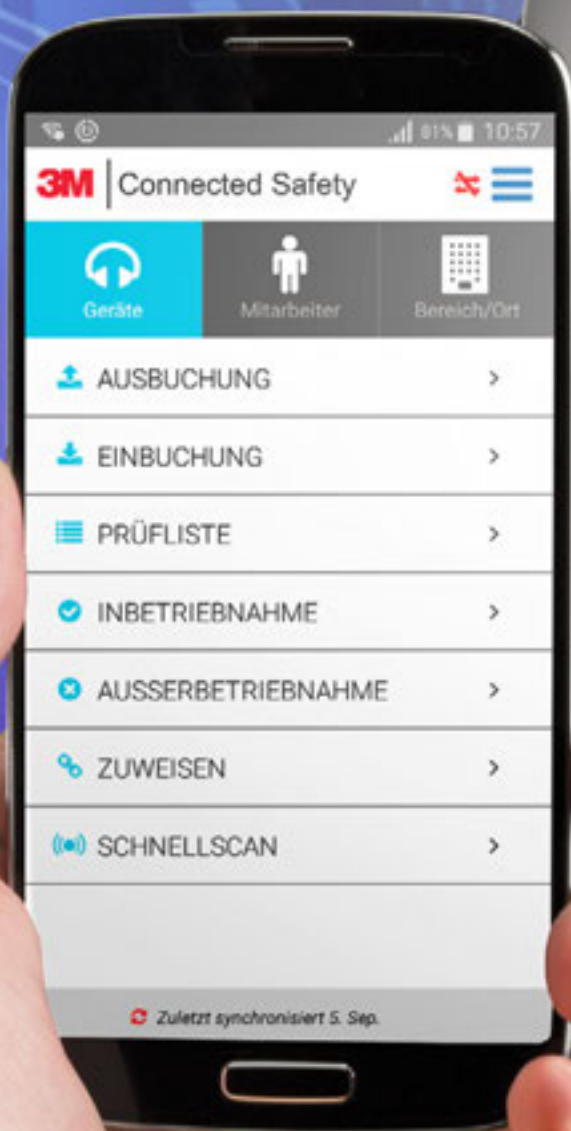 81% 10:57
3M Connected Safety
Geräte Mitarbeiter Bereich/Ort
AUSBUCHUNG
EINBUCHUNG
PRÜFLISTE
INBETRIEBNAHME
AUSSERBETRIEBNAHME
ZUWEISEN
SCHNELLSCAN
Zuletzt synchronisiert 5. Sep.